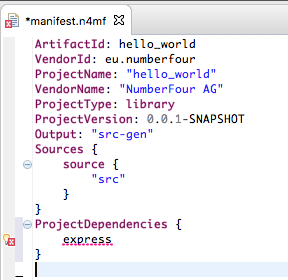 *manifest.n4mf
ArtifactId: hello_world
VendorId: eu.numberfour
ProjectName: "hello_world"
VendorName: "NumberFour AG"
ProjectType: library
ProjectVersion: 0.0.1-SNAPSHOT
Output: "src-gen"
Sources {
    source {
        "src"
    }
}
ProjectDependencies {
    express
}